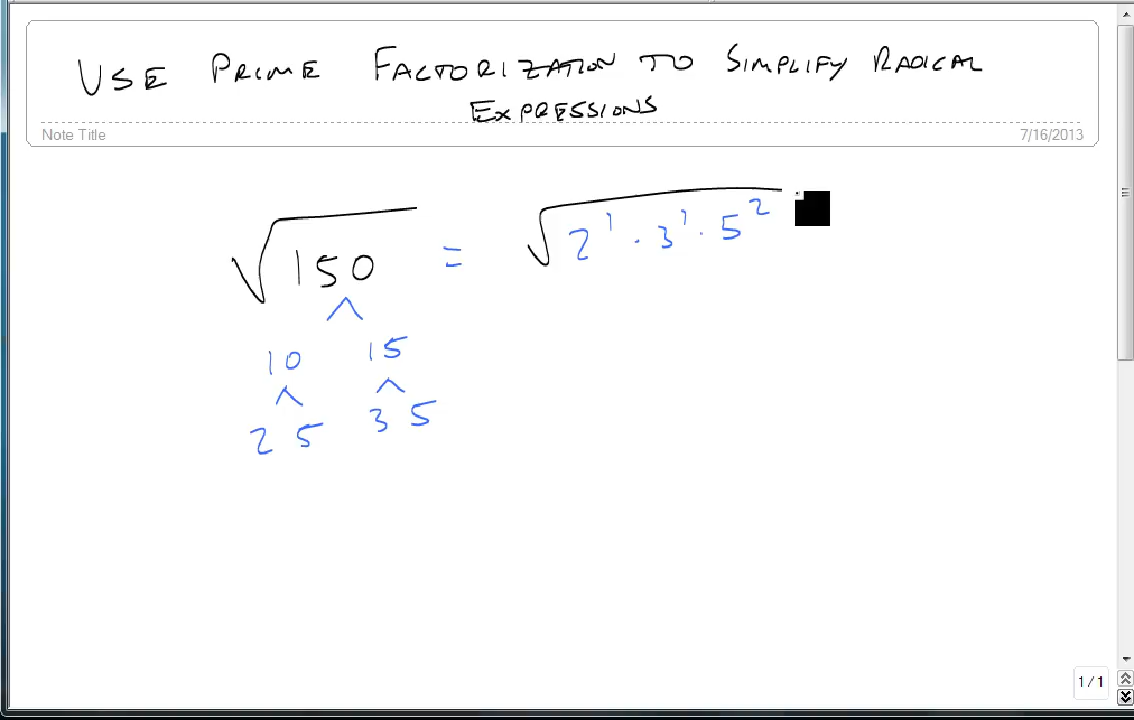 USE PRIME FACTORIZATION TO SIMPLIFY RADICAL
EXPRESSIONS
Note Title 7/16/2013
√150 = √2¹ · 3¹ · 5²
10 15
2 5 3 5
1/1